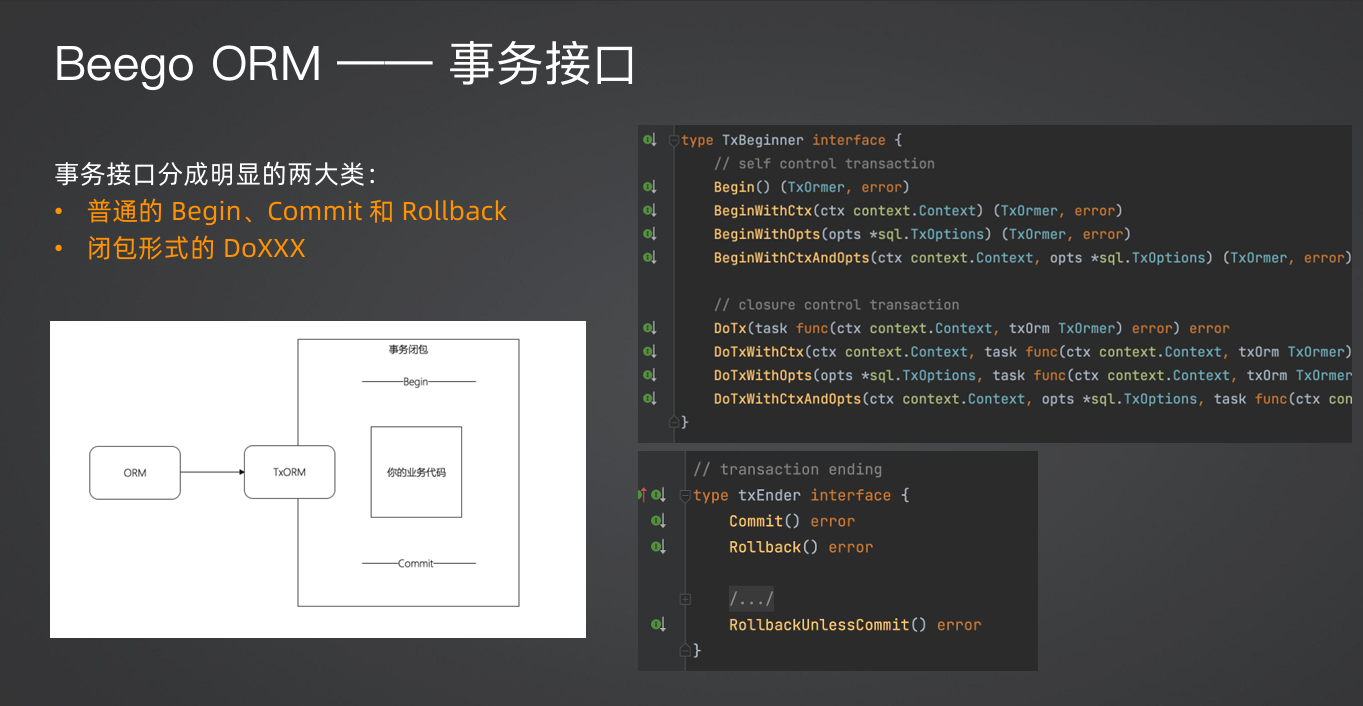 Beego ORM —— 事务接口
事务接口分成明显的两大类：
• 普通的 Begin、Commit 和 Rollback
• 闭包形式的 DoXXX
事务闭包
Begin
ORM
TxORM
你的业务代码
Commit
type TxBeginner interface {
// self control transaction
Begin() (TxOrmer, error)
BeginWithCtx(ctx context.Context) (TxOrmer, error)
BeginWithOpts(opts *sql.TxOptions) (TxOrmer, error)
BeginWithCtxAndOpts(ctx context.Context, opts *sql.TxOptions) (TxOrmer, error)
// closure control transaction
DoTx(task func(ctx context.Context, txOrm TxOrmer) error) error
DoTxWithCtx(ctx context.Context, task func(ctx context.Context, txOrm TxOrmer)
DoTxWithOpts(opts *sql.TxOptions, task func(ctx context.Context, txOrm TxOrmer
DoTxWithCtxAndOpts(ctx context.Context, opts *sql.TxOptions, task func(ctx con
}
// transaction ending
type txEnder interface {
Commit() error
Rollback() error
/.../
RollbackUnlessCommit() error
}